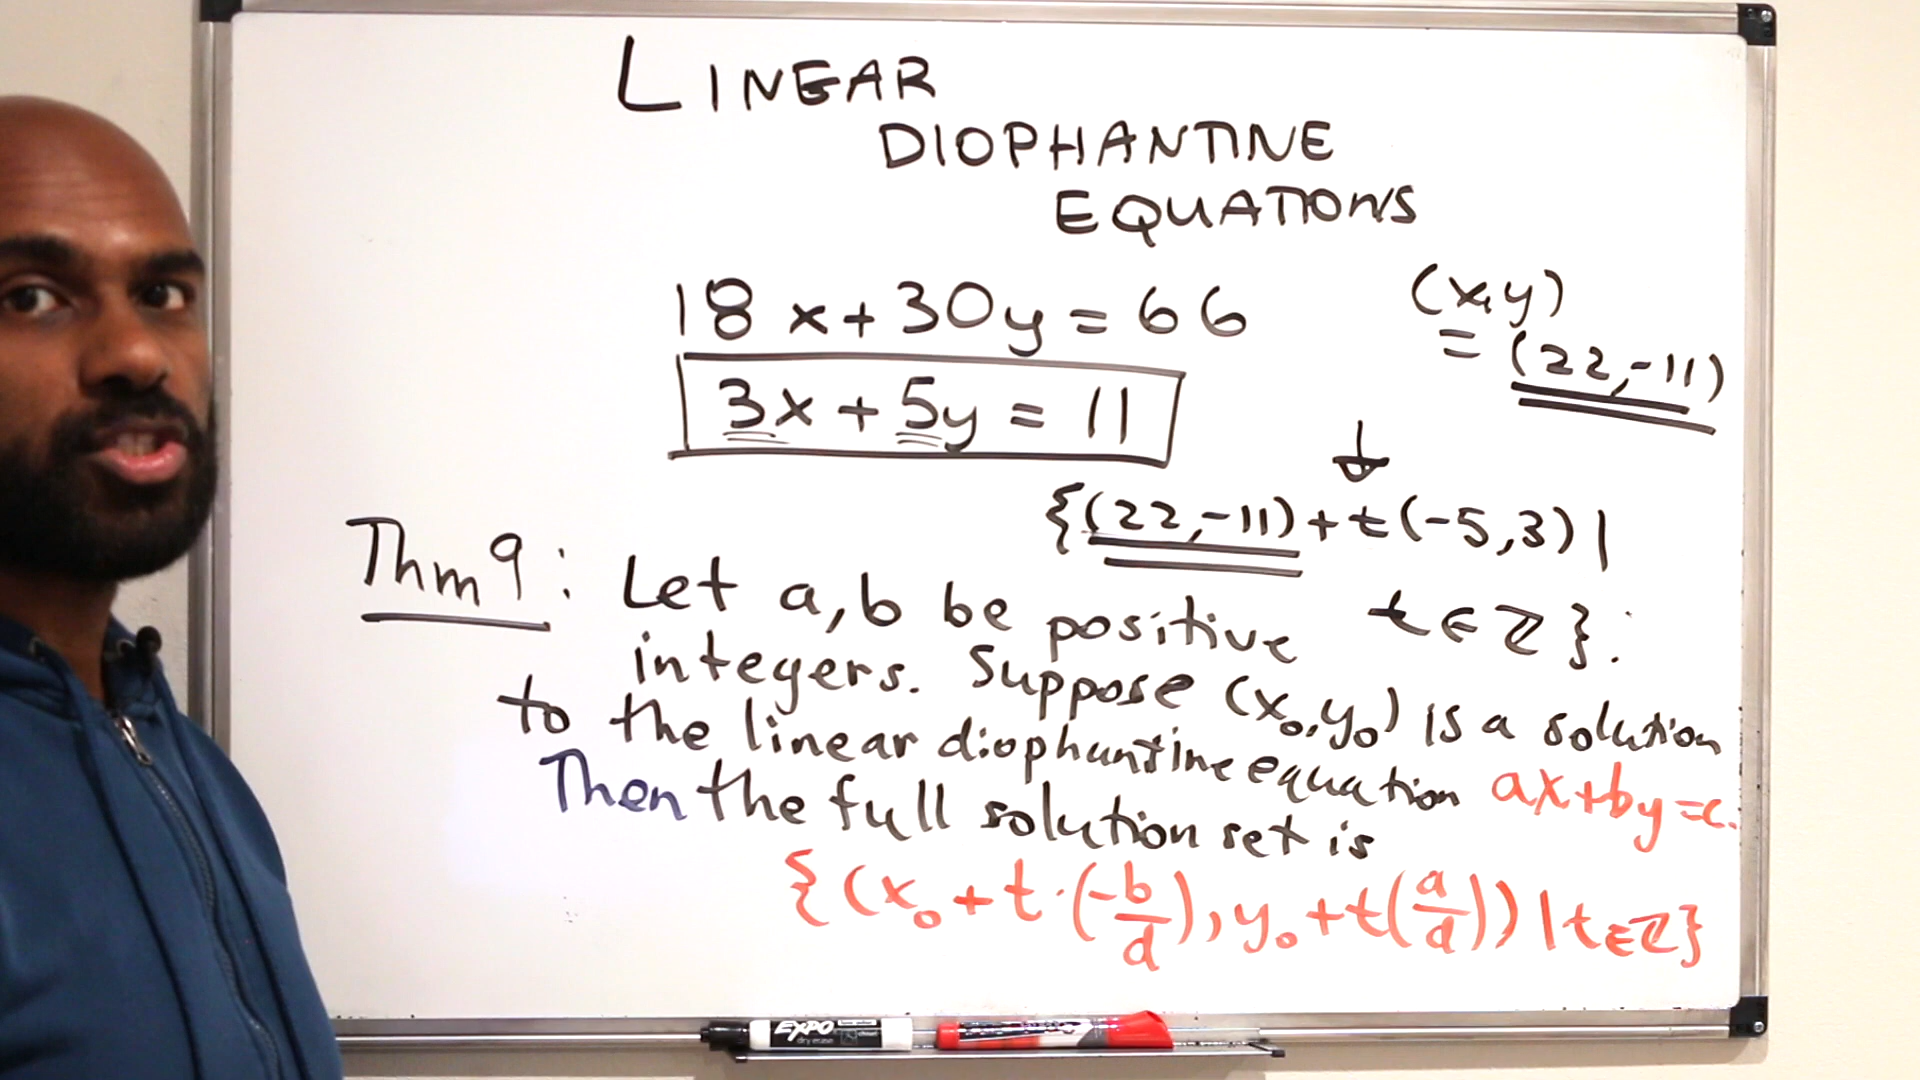 LINEAR
DIOPHANTINE
EQUATIONS
18x+30y=66
3x+5y=11
(x,y)
=(22,-11)
{(22,-11)+t(-5,3)|
t∈ℤ}.
Thm 9: Let a,b be positive
integers. Suppose (x₀,y₀) is a solution
to the linear diophantine equation ax+by=c.
Then the full solution set is
{(x₀+t·(-b/d), y₀+t(a/d))|t∈ℤ}
EXPO
dry erase